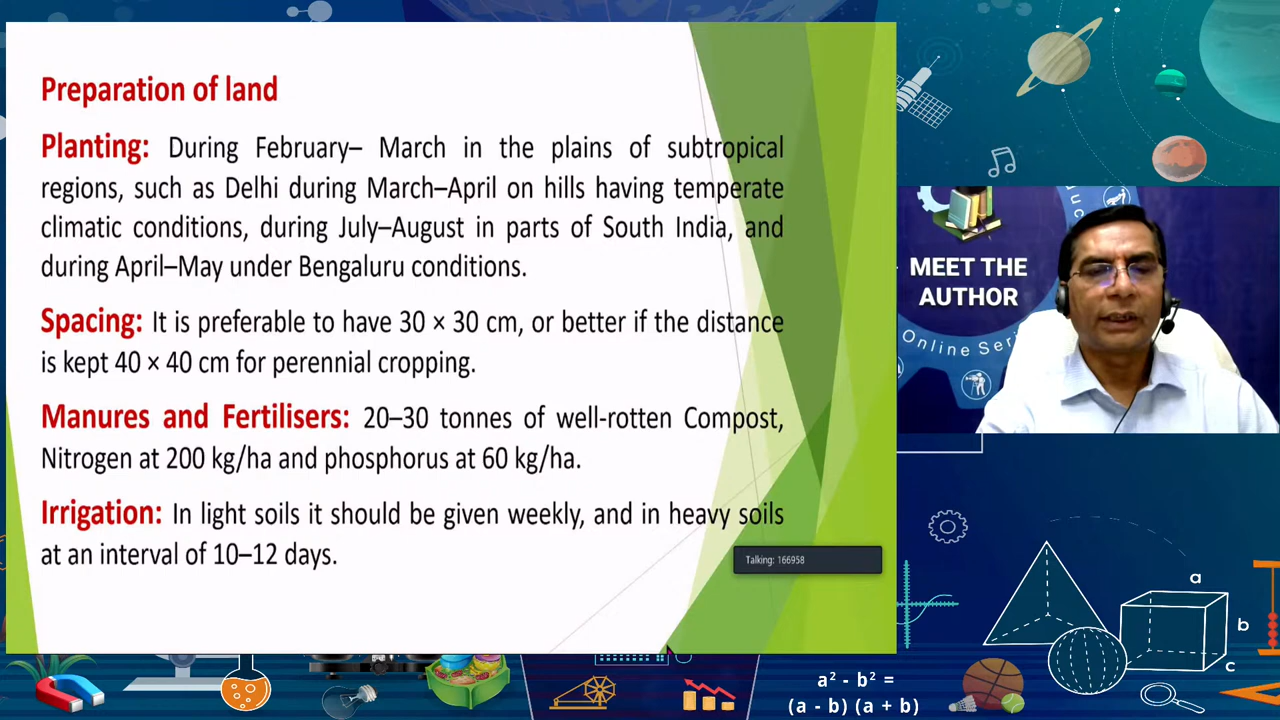 Preparation of land
Planting: During February– March in the plains of subtropical
regions, such as Delhi during March–April on hills having temperate
climatic conditions, during July–August in parts of South India, and
during April–May under Bengaluru conditions.
Spacing: It is preferable to have 30 × 30 cm, or better if the distance
is kept 40 × 40 cm for perennial cropping.
Manures and Fertilisers: 20–30 tonnes of well-rotten Compost,
Nitrogen at 200 kg/ha and phosphorus at 60 kg/ha.
Irrigation: In light soils it should be given weekly, and in heavy soils
at an interval of 10–12 days.
Talking: 166958
MEET THE
AUTHOR
Online Seri
a
b
c
a² - b² =
(a - b) (a + b)